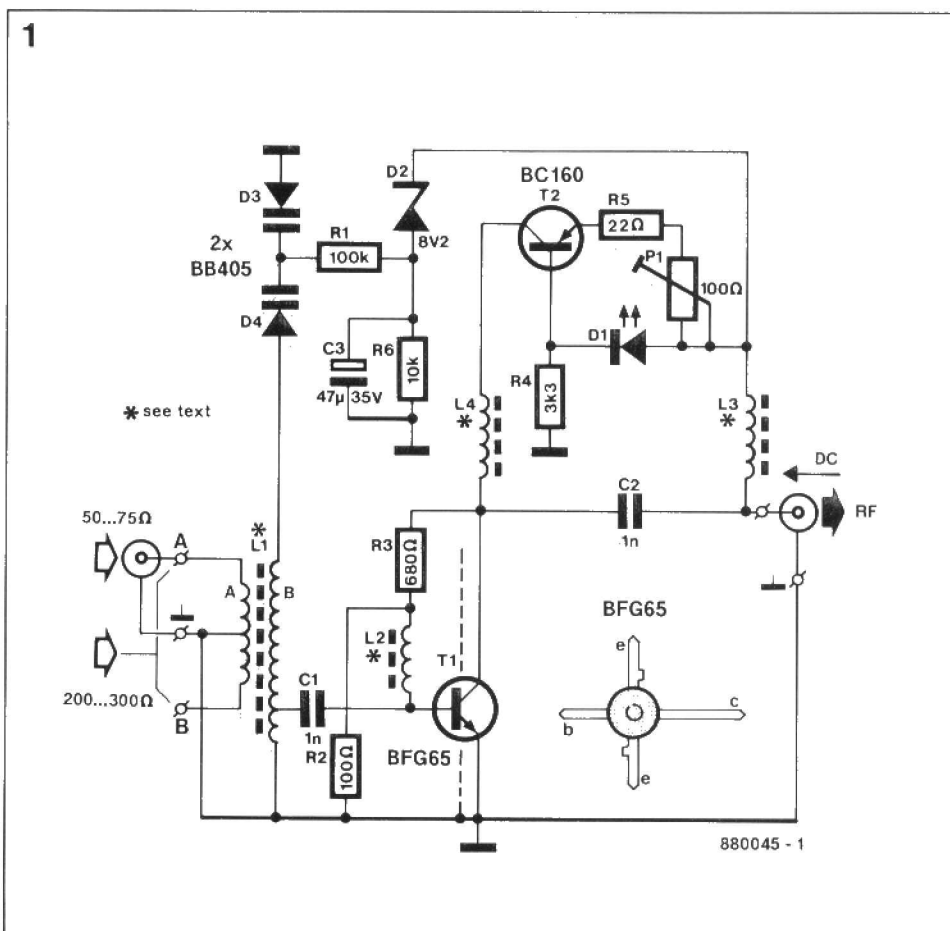 1
D3
2x
BB405
D4
R1
100k
D2
8V2
BC160
T2
R5
22Ω
P1
100Ω
D1
C3
47µ 35V
R6
10k
R4
3k3
L4
*
L3
*
* see text
DC
RF
50...75Ω
A
*
L1
A
B
200...300Ω
B
C1
1n
C2
1n
R3
680Ω
L2
*
T1
R2
100Ω
BFG65
BFG65
e
b
c
e
880045 - 1